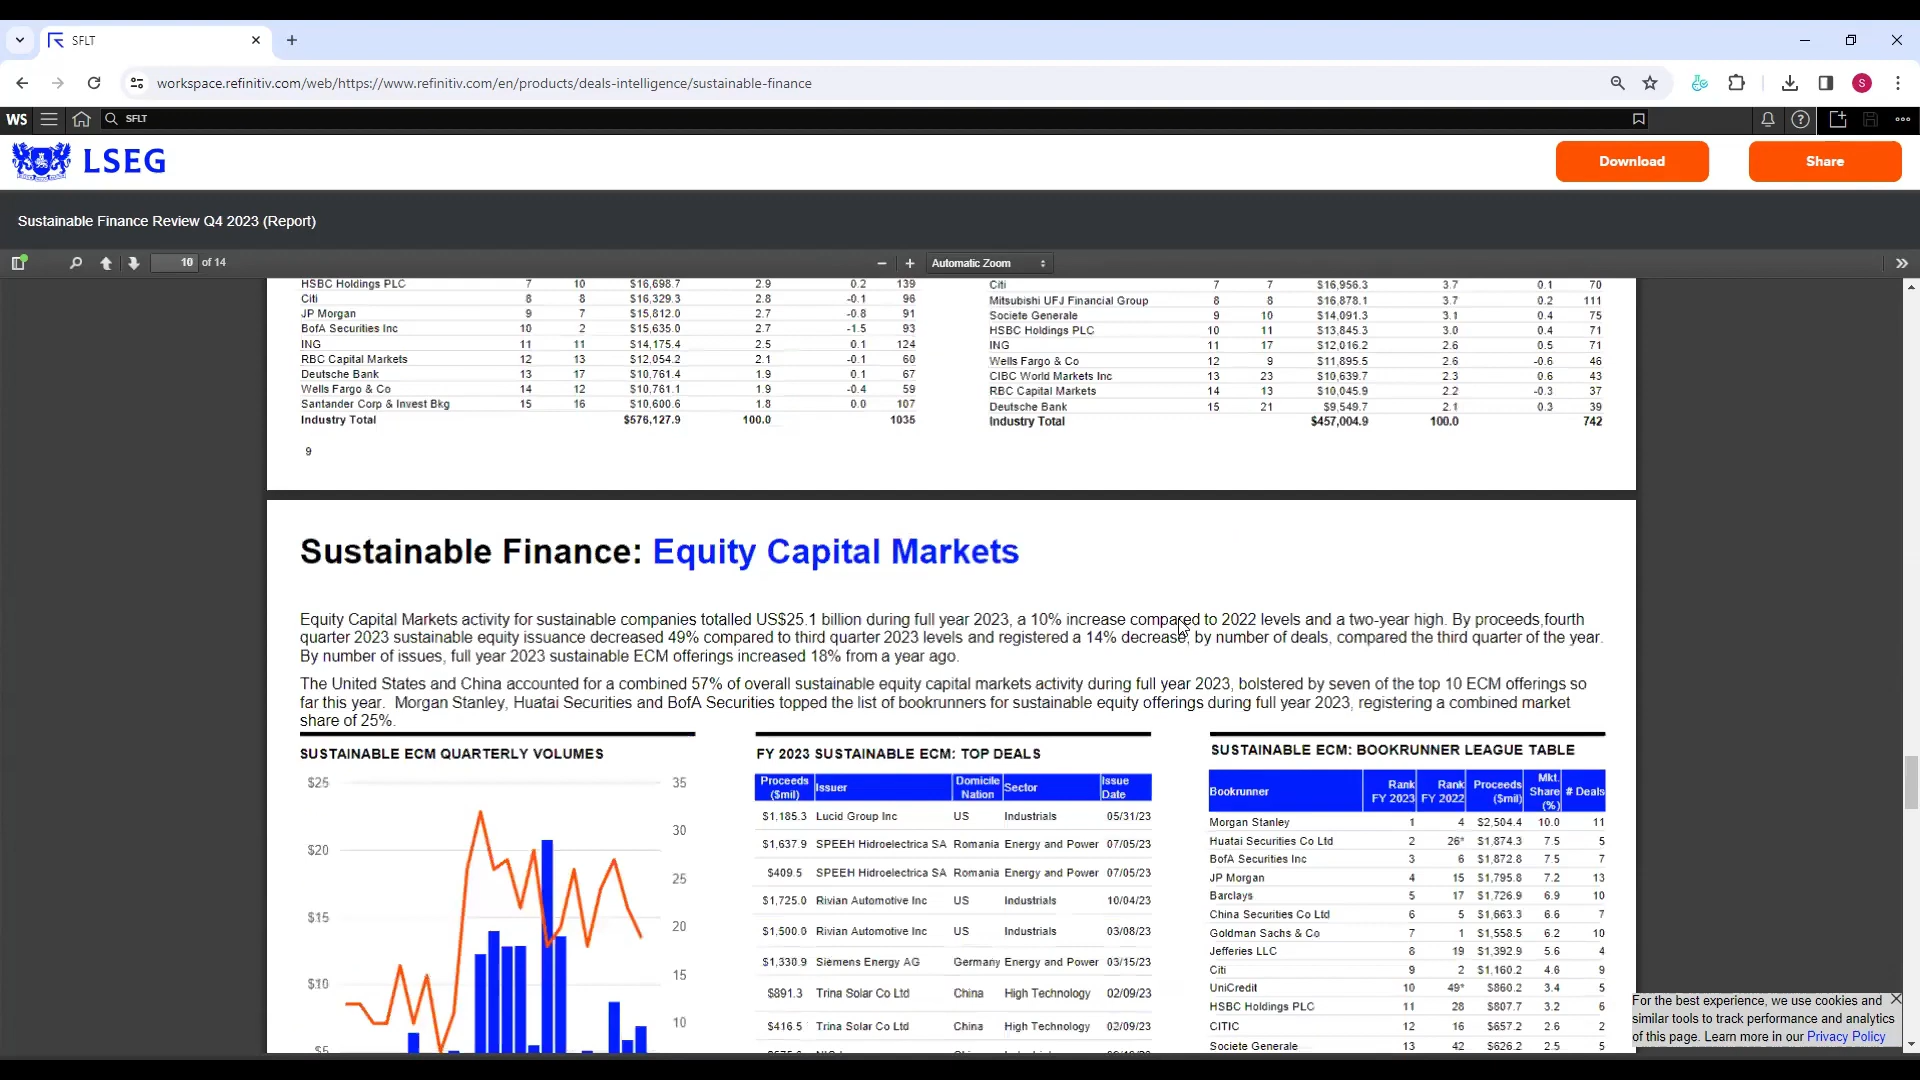 SFLT
workspace.refinitiv.com/web/https://www.refinitiv.com/en/products/deals-intelligence/sustainable-finance
S
WS SFLT
LSEG
Download Share
Sustainable Finance Review Q4 2023 (Report)
10 of 14 Automatic Zoom
HSBC Holdings PLC 7 10 $16,698.7 2.9 0.2 139
Citi 8 8 $16,329.3 2.8 -0.1 96
JP Morgan 9 7 $15,812.0 2.7 -0.8 91
BofA Securities Inc 10 2 $15,635.0 2.7 -1.5 93
ING 11 11 $14,175.4 2.5 0.1 124
RBC Capital Markets 12 13 $12,054.2 2.1 -0.1 60
Deutsche Bank 13 17 $10,761.4 1.9 0.1 67
Wells Fargo & Co 14 12 $10,761.1 1.9 -0.4 59
Santander Corp & Invest Bkg 15 16 $10,600.6 1.8 0.0 107
Industry Total $576,127.9 100.0 1035
9
Citi 7 7 $16,956.3 3.7 0.1 70
Mitsubishi UFJ Financial Group 8 8 $16,878.1 3.7 0.2 111
Societe Generale 9 10 $14,091.3 3.1 0.4 75
HSBC Holdings PLC 10 11 $13,845.3 3.0 0.4 71
ING 11 17 $12,016.2 2.6 0.5 71
Wells Fargo & Co 12 9 $11,895.5 2.6 -0.6 46
CIBC World Markets Inc 13 23 $10,639.7 2.3 0.6 43
RBC Capital Markets 14 13 $10,045.9 2.2 -0.3 37
Deutsche Bank 15 21 $9,549.7 2.1 0.3 39
Industry Total $457,004.9 100.0 742
Sustainable Finance: Equity Capital Markets
Equity Capital Markets activity for sustainable companies totalled US$25.1 billion during full year 2023, a 10% increase compared to 2022 levels and a two-year high. By proceeds,fourth
quarter 2023 sustainable equity issuance decreased 49% compared to third quarter 2023 levels and registered a 14% decrease, by number of deals, compared the third quarter of the year.
By number of issues, full year 2023 sustainable ECM offerings increased 18% from a year ago.
The United States and China accounted for a combined 57% of overall sustainable equity capital markets activity during full year 2023, bolstered by seven of the top 10 ECM offerings so
far this year. Morgan Stanley, Huatai Securities and BofA Securities topped the list of bookrunners for sustainable equity offerings during full year 2023, registering a combined market
share of 25%.
SUSTAINABLE ECM QUARTERLY VOLUMES
$25 35
30
$20
25
$15 20
15
$10
10
$5
FY 2023 SUSTAINABLE ECM: TOP DEALS
Proceeds ($mil) Issuer Domicile Nation Sector Issue Date
$1,185.3 Lucid Group Inc US Industrials 05/31/23
$1,637.9 SPEEH Hidroelectrica SA Romania Energy and Power 07/05/23
$409.5 SPEEH Hidroelectrica SA Romania Energy and Power 07/05/23
$1,725.0 Rivian Automotive Inc US Industrials 10/04/23
$1,500.0 Rivian Automotive Inc US Industrials 03/08/23
$1,330.9 Siemens Energy AG Germany Energy and Power 03/15/23
$891.3 Trina Solar Co Ltd China High Technology 02/09/23
$416.5 Trina Solar Co Ltd China High Technology 02/09/23
SUSTAINABLE ECM: BOOKRUNNER LEAGUE TABLE
Bookrunner Rank FY 2023 Rank FY 2022 Proceeds ($mil) Mkt. Share (%) # Deals
Morgan Stanley 1 4 $2,504.4 10.0 11
Huatai Securities Co Ltd 2 26* $1,874.3 7.5 5
BofA Securities Inc 3 6 $1,872.8 7.5 7
JP Morgan 4 15 $1,795.8 7.2 13
Barclays 5 17 $1,726.9 6.9 10
China Securities Co Ltd 6 5 $1,663.3 6.6 7
Goldman Sachs & Co 7 1 $1,558.5 6.2 10
Jefferies LLC 8 19 $1,392.9 5.6 4
Citi 9 2 $1,160.2 4.6 9
UniCredit 10 49* $860.2 3.4 5
HSBC Holdings PLC 11 28 $807.7 3.2 6
CITIC 12 16 $657.2 2.6 2
Societe Generale 13 42 $626.2 2.5 5
For the best experience, we use cookies and
similar tools to track performance and analytics
of this page. Learn more in our Privacy Policy